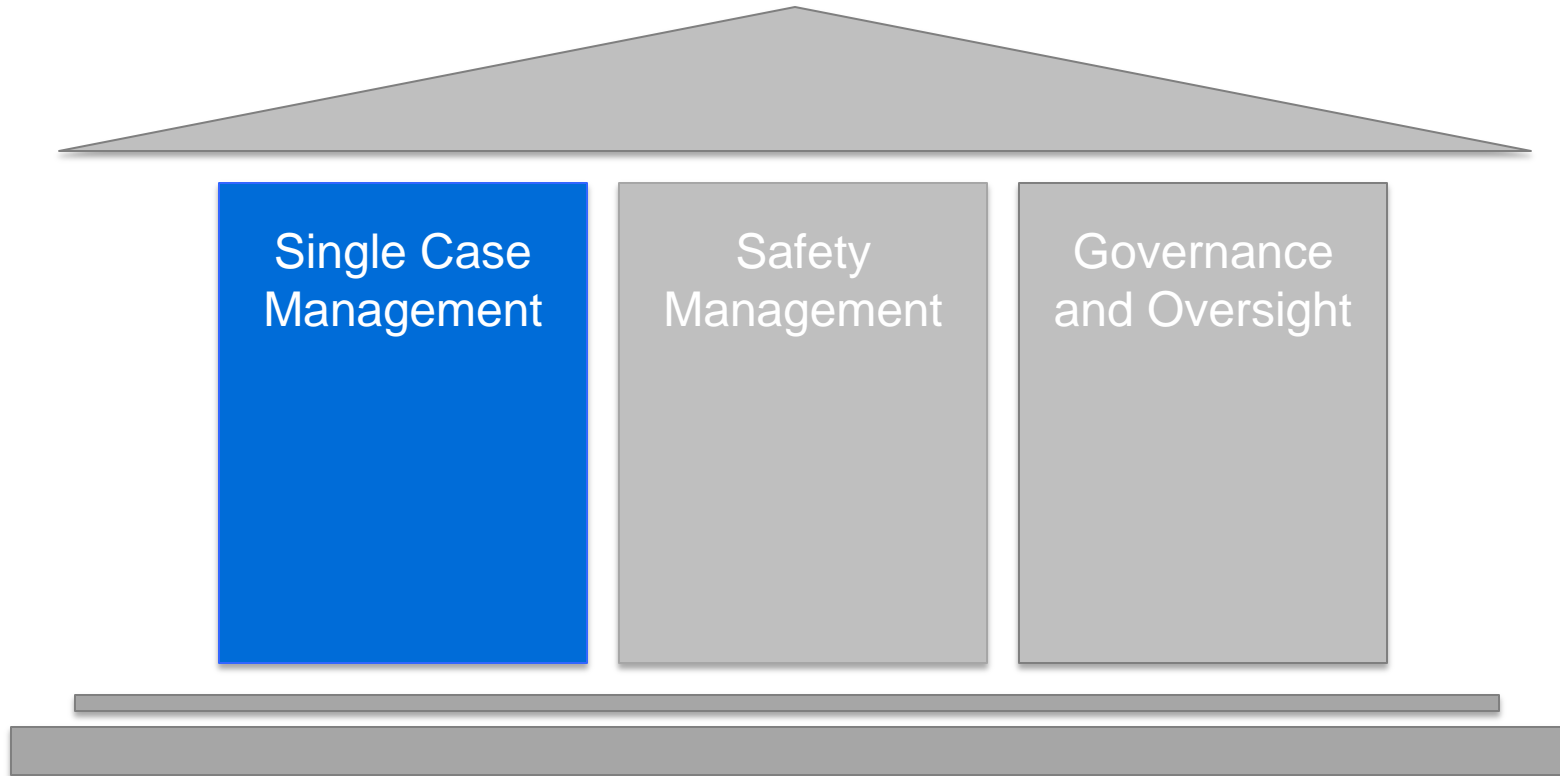 Single Case
Management
Safety
Management
Governance
and Oversight